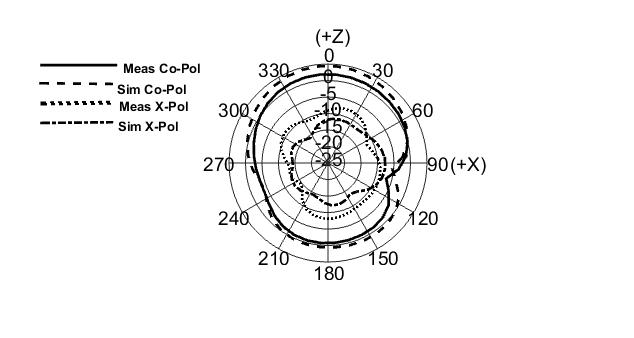 (+Z)
0
330
30
Meas Co-Pol
Sim Co-Pol
Meas X-Pol
Sim X-Pol
0
-5
-10
-15
-20
-25
300
60
270
90(+X)
240
120
210
150
180